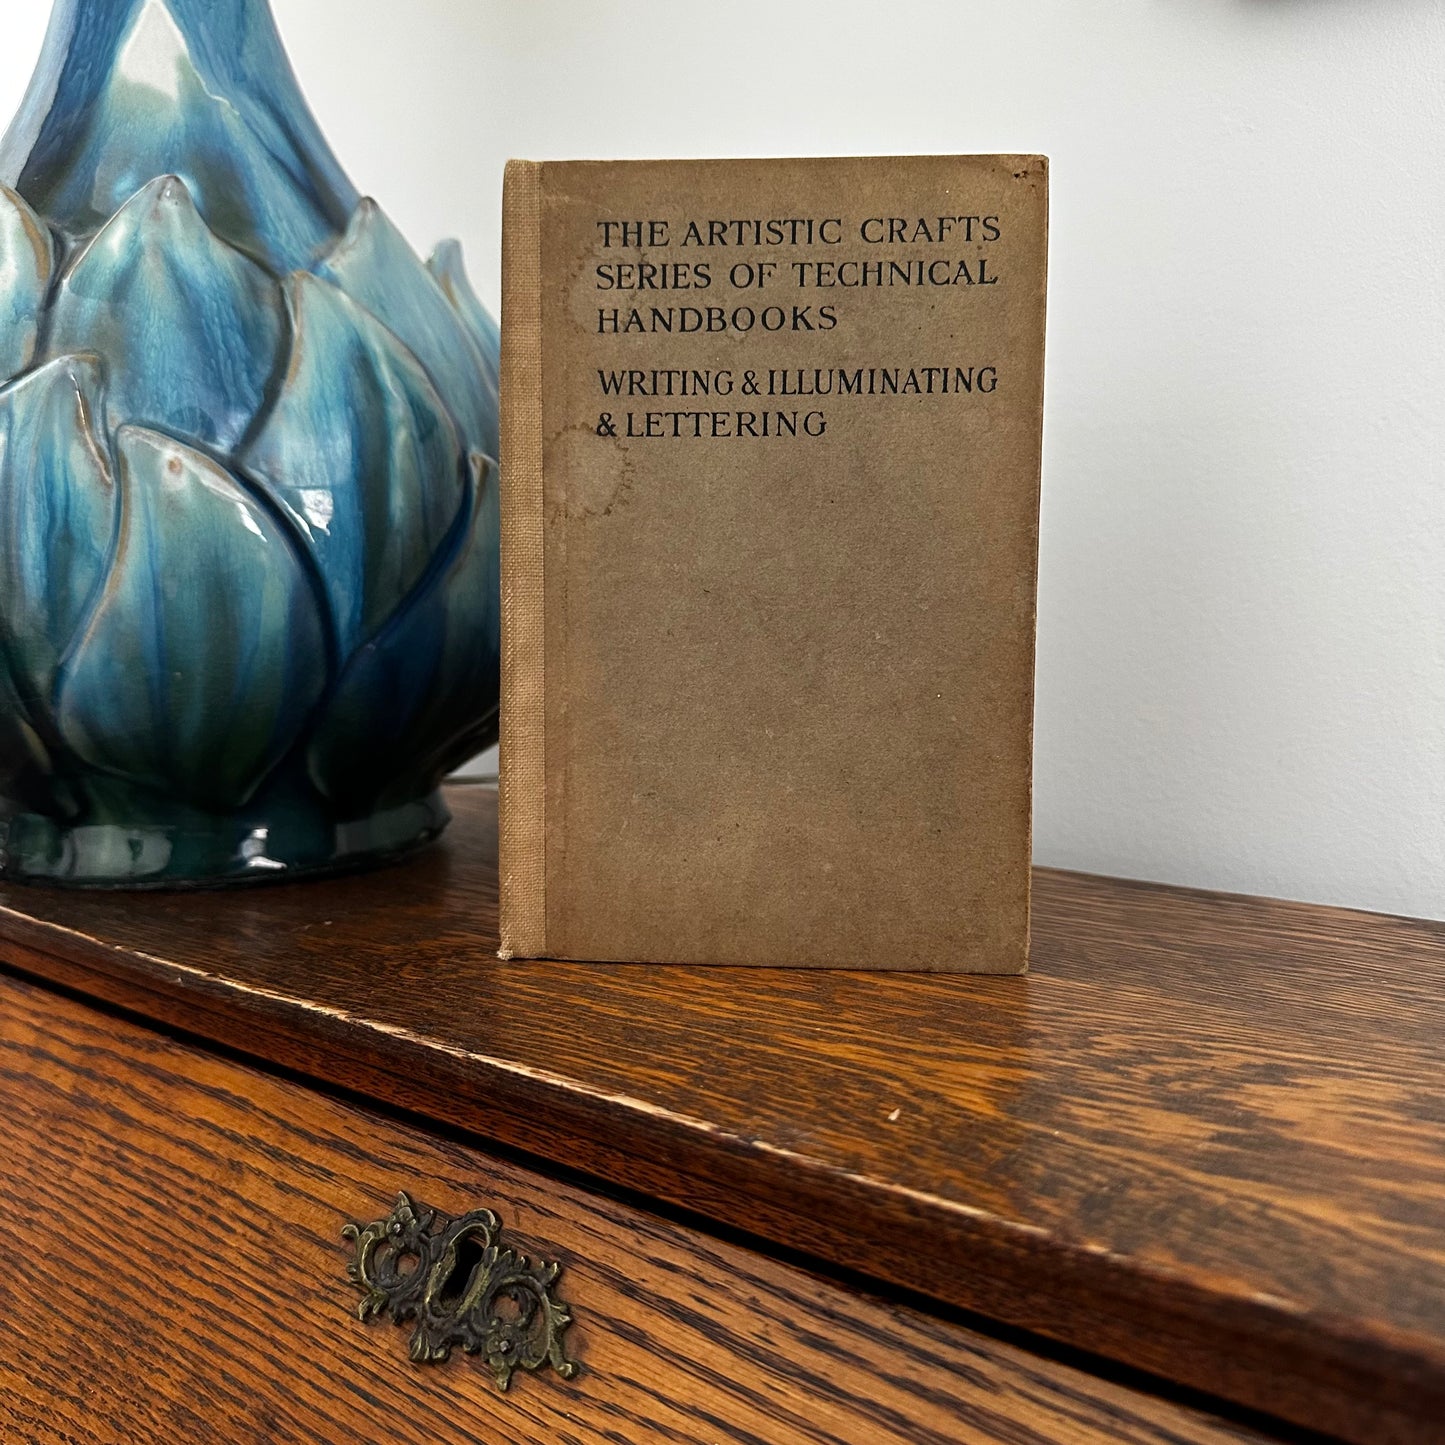 THE ARTISTIC CRAFTS
SERIES OF TECHNICAL
HANDBOOKS
WRITING & ILLUMINATING
& LETTERING